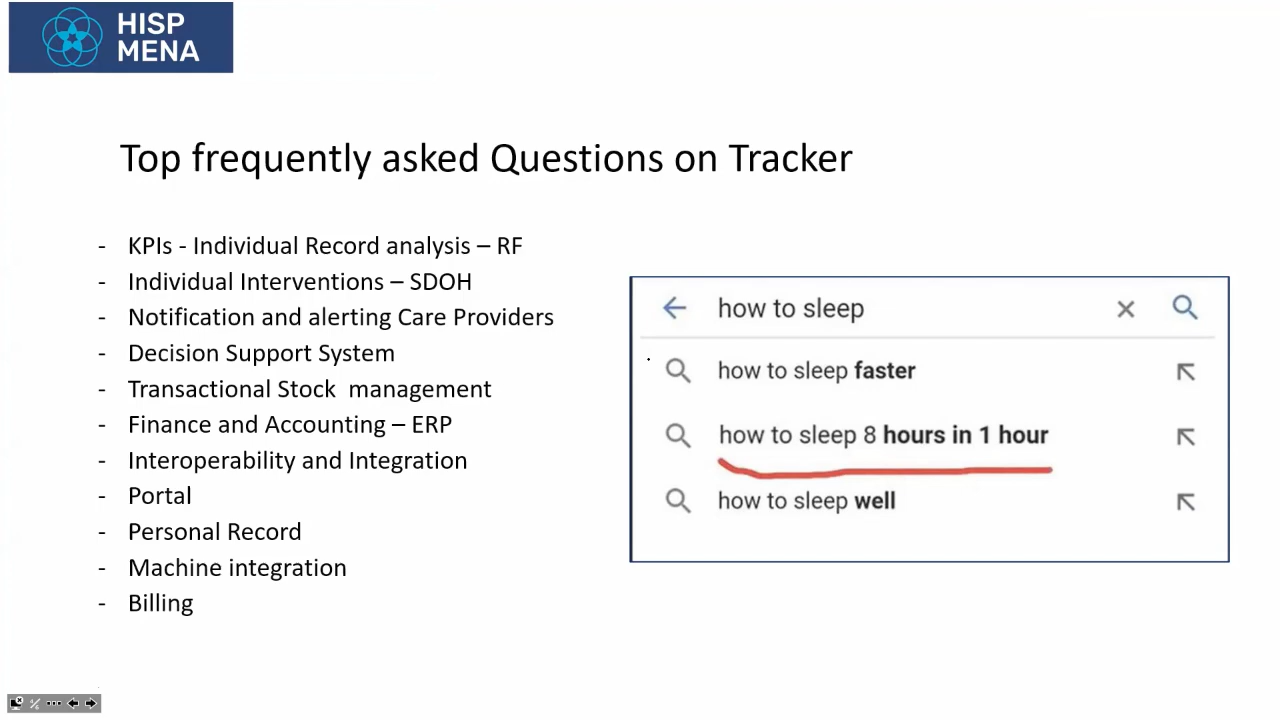 HISP
MENA
Top frequently asked Questions on Tracker
- KPIs - Individual Record analysis – RF
- Individual Interventions – SDOH
- Notification and alerting Care Providers
- Decision Support System
- Transactional Stock  management
- Finance and Accounting – ERP
- Interoperability and Integration
- Portal
- Personal Record
- Machine integration
- Billing
how to sleep
how to sleep faster
how to sleep 8 hours in 1 hour
how to sleep well